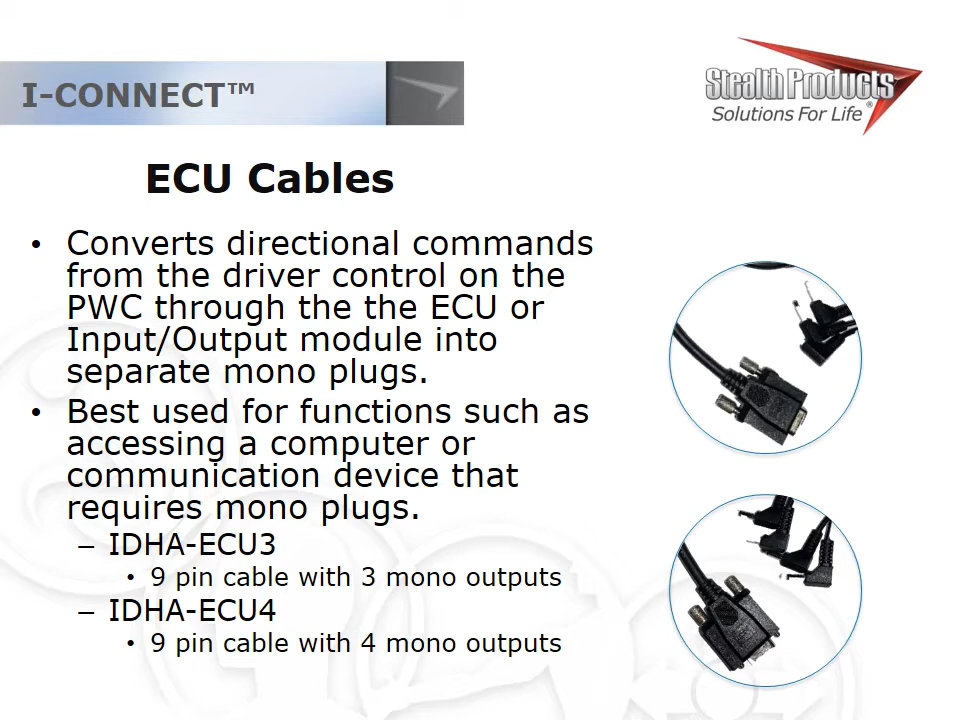 I-CONNECT™
Stealth Products®
Solutions For Life
ECU Cables
• Converts directional commands
from the driver control on the
PWC through the the ECU or
Input/Output module into
separate mono plugs.
• Best used for functions such as
accessing a computer or
communication device that
requires mono plugs.
– IDHA-ECU3
• 9 pin cable with 3 mono outputs
– IDHA-ECU4
• 9 pin cable with 4 mono outputs